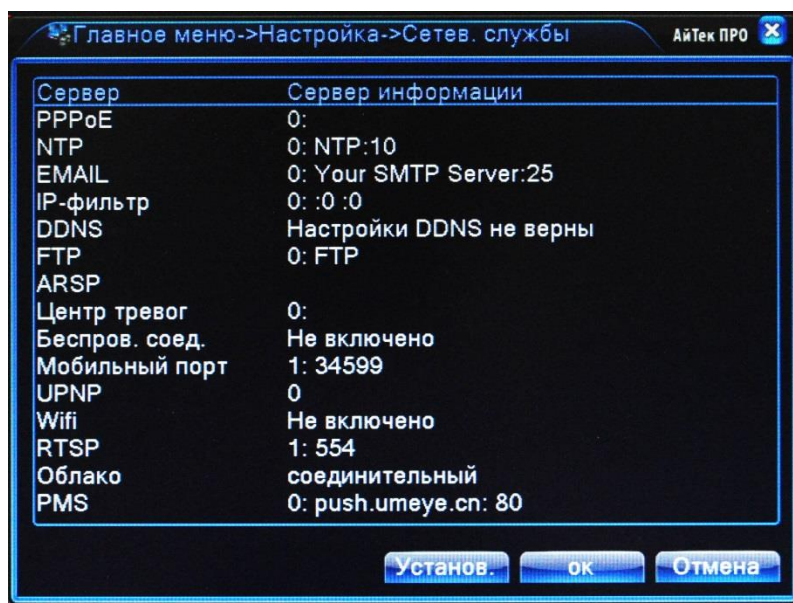 Главное меню->Настройка->Сетев. службы АйТек ПРО
Сервер Сервер информации
PPPoE 0:
NTP 0: NTP:10
EMAIL 0: Your SMTP Server:25
IP-фильтр 0: :0 :0
DDNS Настройки DDNS не верны
FTP 0: FTP
ARSP
Центр тревог 0:
Беспров. соед. Не включено
Мобильный порт 1: 34599
UPNP 0
Wifi Не включено
RTSP 1: 554
Облако соединительный
PMS 0: push.umeye.cn: 80
Установ. ок Отмена